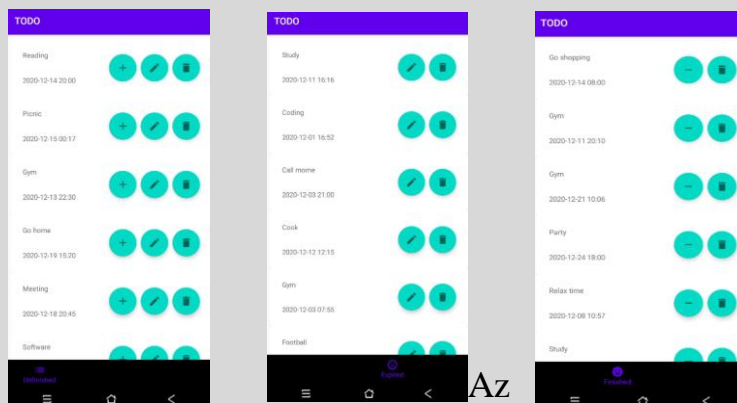 TODO
Reading
2020-12-14 20:00
Picnic
2020-12-15 00:17
Gym
2020-12-13 22:30
Go home
2020-12-19 15:20
Meeting
2020-12-18 20:45
Software
Unfinished
TODO
Study
2020-12-11 16:16
Coding
2020-12-01 16:52
Call mome
2020-12-03 21:00
Cook
2020-12-12 12:15
Gym
2020-12-03 07:55
Football
Expired
Az
TODO
Go shopping
2020-12-14 08:00
Gym
2020-12-11 20:10
Gym
2020-12-21 10:06
Party
2020-12-24 18:00
Relax time
2020-12-08 10:57
Study
Finished